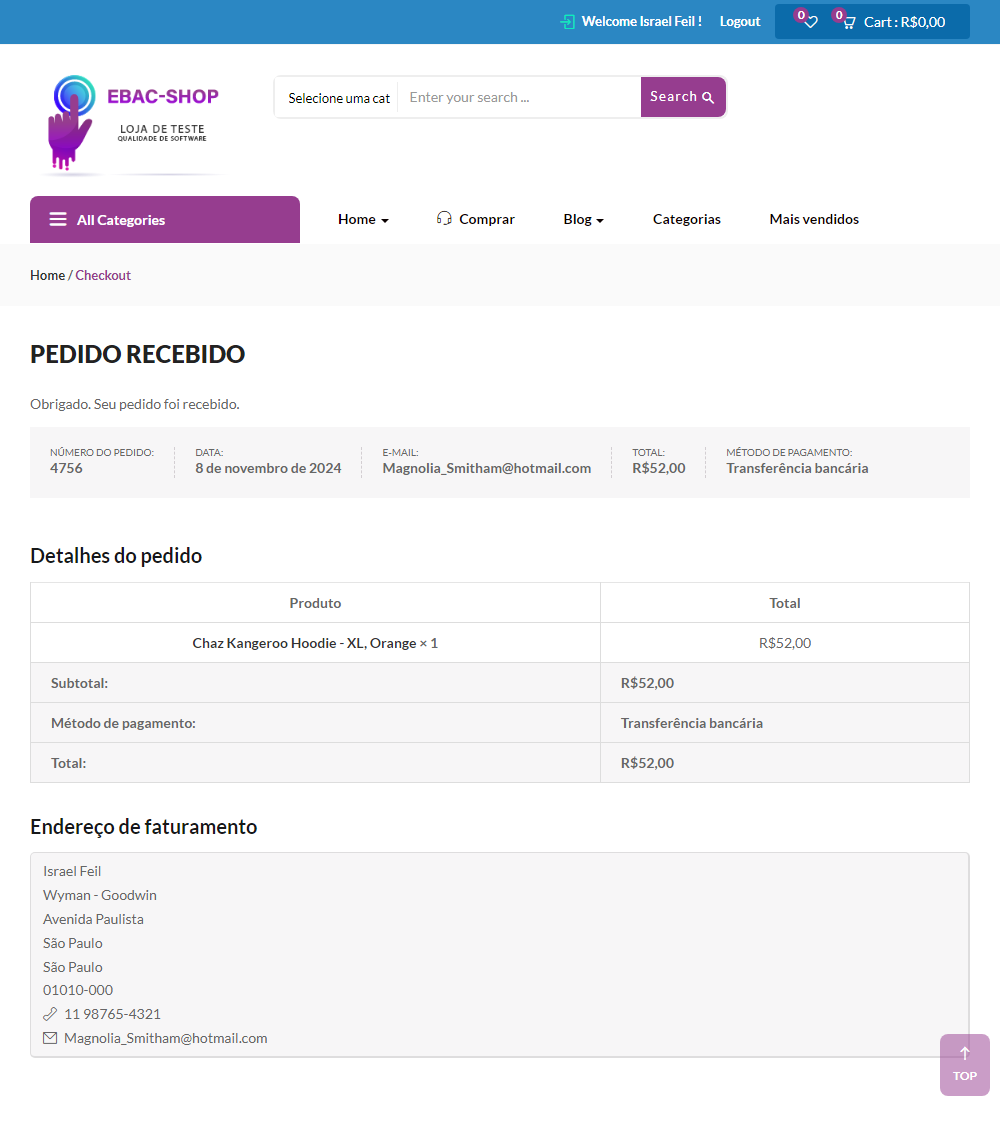 Welcome Israel Feil ! Logout 0 0 Cart : R$0,00
EBAC-SHOP
LOJA DE TESTE
QUALIDADE DE SOFTWARE
Selecione uma cat Enter your search ... Search
All Categories Home Comprar Blog Categorias Mais vendidos
Home / Checkout
PEDIDO RECEBIDO
Obrigado. Seu pedido foi recebido.
NÚMERO DO PEDIDO: DATA: E-MAIL: TOTAL: MÉTODO DE PAGAMENTO:
4756 8 de novembro de 2024 Magnolia_Smitham@hotmail.com R$52,00 Transferência bancária
Detalhes do pedido
Produto Total
Chaz Kangeroo Hoodie - XL, Orange × 1 R$52,00
Subtotal: R$52,00
Método de pagamento: Transferência bancária
Total: R$52,00
Endereço de faturamento
Israel Feil
Wyman - Goodwin
Avenida Paulista
São Paulo
São Paulo
01010-000
11 98765-4321
Magnolia_Smitham@hotmail.com
TOP